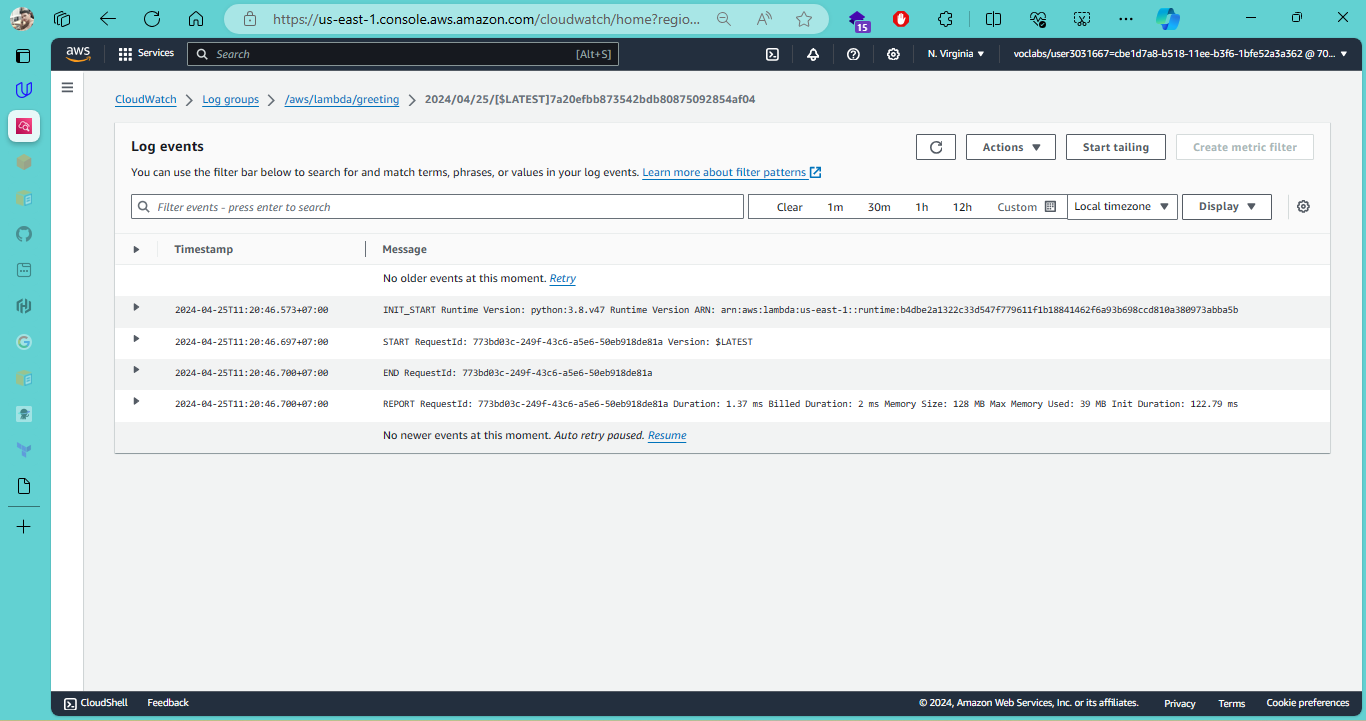 https://us-east-1.console.aws.amazon.com/cloudwatch/home?regio...
15
aws Services Search [Alt+S] N. Virginia voclabs/user3031667=cbe1d7a8-b518-11ee-b3f6-1bfe52a3a362 @ 70...
CloudWatch Log groups /aws/lambda/greeting 2024/04/25/[$LATEST]7a20efbb873542bdb80875092854af04
Log events
Actions Start tailing Create metric filter
You can use the filter bar below to search for and match terms, phrases, or values in your log events. Learn more about filter patterns
Filter events - press enter to search Clear 1m 30m 1h 12h Custom Local timezone Display
Timestamp Message
No older events at this moment. Retry
2024-04-25T11:20:46.573+07:00 INIT_START Runtime Version: python:3.8.v47 Runtime Version ARN: arn:aws:lambda:us-east-1::runtime:b4dbe2a1322c33d547f779611f1b18841462f6a93b698ccd810a380973abba5b
2024-04-25T11:20:46.697+07:00 START RequestId: 773bd03c-249f-43c6-a5e6-50eb918de81a Version: $LATEST
2024-04-25T11:20:46.700+07:00 END RequestId: 773bd03c-249f-43c6-a5e6-50eb918de81a
2024-04-25T11:20:46.700+07:00 REPORT RequestId: 773bd03c-249f-43c6-a5e6-50eb918de81a Duration: 1.37 ms Billed Duration: 2 ms Memory Size: 128 MB Max Memory Used: 39 MB Init Duration: 122.79 ms
No newer events at this moment. Auto retry paused. Resume
CloudShell Feedback © 2024, Amazon Web Services, Inc. or its affiliates. Privacy Terms Cookie preferences